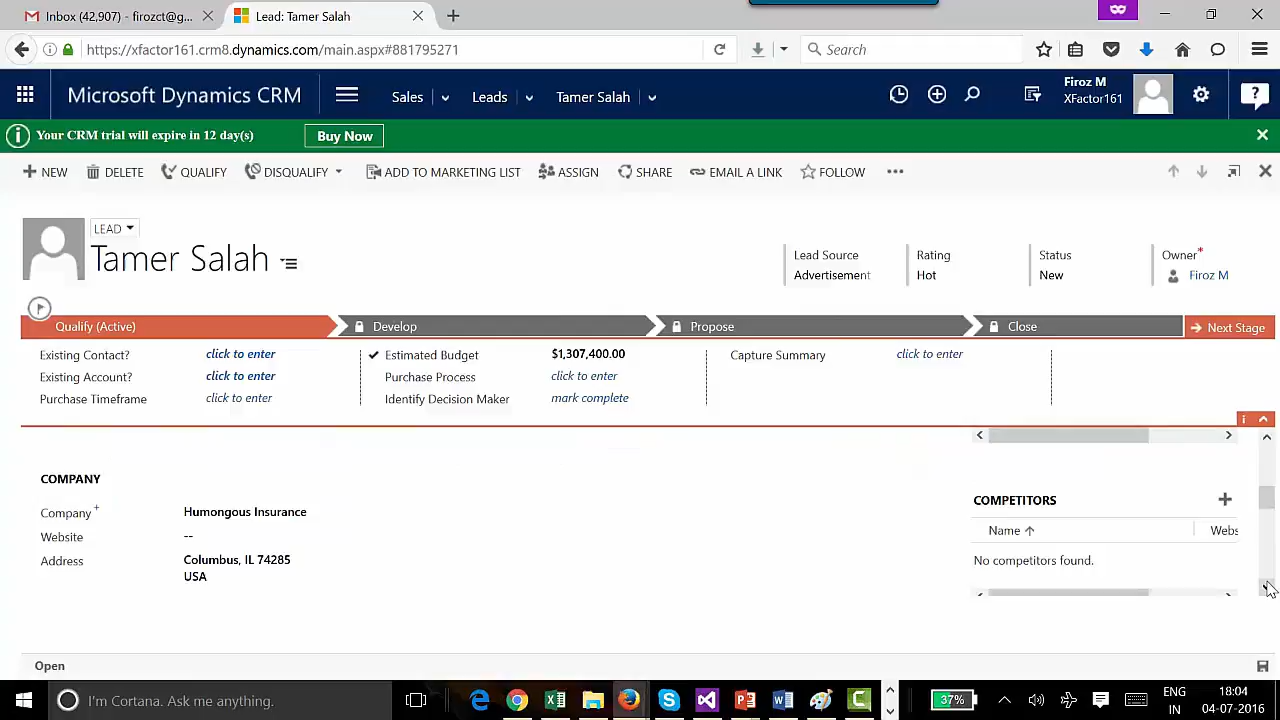 Inbox (42,907) - firozct@g...
Lead: Tamer Salah
https://xfactor161.crm8.dynamics.com/main.aspx#881795271
Search
Microsoft Dynamics CRM
Sales
Leads
Tamer Salah
Firoz M
XFactor161
Your CRM trial will expire in 12 day(s)
Buy Now
NEW
DELETE
QUALIFY
DISQUALIFY
ADD TO MARKETING LIST
ASSIGN
SHARE
EMAIL A LINK
FOLLOW
LEAD
Tamer Salah
Lead Source
Advertisement
Rating
Hot
Status
New
Owner*
Firoz M
Qualify (Active)
Develop
Propose
Close
Next Stage
Existing Contact? click to enter
Existing Account? click to enter
Purchase Timeframe click to enter
Estimated Budget $1,307,400.00
Purchase Process click to enter
Identify Decision Maker mark complete
Capture Summary click to enter
COMPANY
Company+ Humongous Insurance
Website --
Address Columbus, IL 74285
USA
COMPETITORS
Name Webs
No competitors found.
Open
I'm Cortana. Ask me anything.
37%
ENG
IN
18:04
04-07-2016